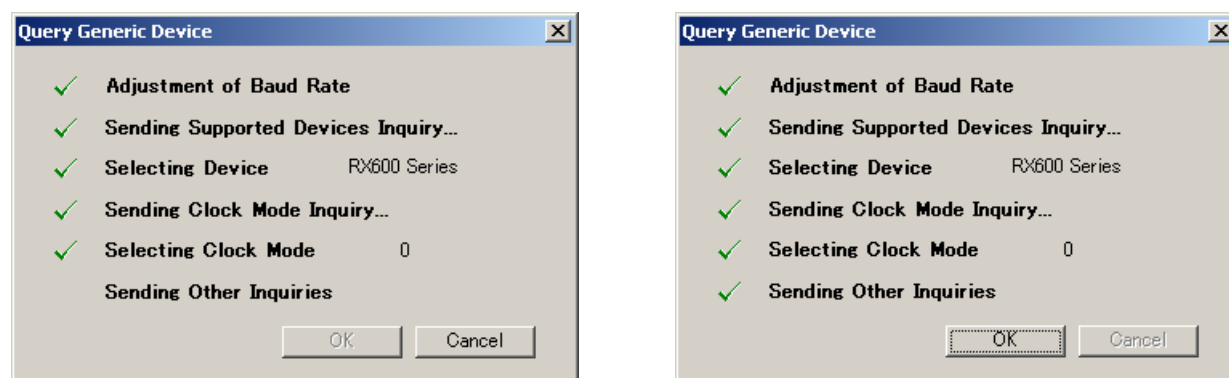 Query Generic Device
Adjustment of Baud Rate
Sending Supported Devices Inquiry...
Selecting Device RX600 Series
Sending Clock Mode Inquiry...
Selecting Clock Mode 0
Sending Other Inquiries
OK Cancel
Query Generic Device
Adjustment of Baud Rate
Sending Supported Devices Inquiry...
Selecting Device RX600 Series
Sending Clock Mode Inquiry...
Selecting Clock Mode 0
Sending Other Inquiries
OK Cancel